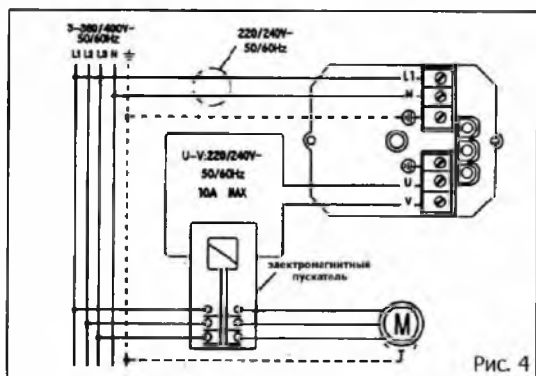 3~380/400V~
50/60Hz
L1 L2 L3 N
220/240V~
50/60Hz
L1
N
U-V:220/240V~
50/60Hz
10A MAX
U
V
электромагнитный
пускатель
M
Рис. 4